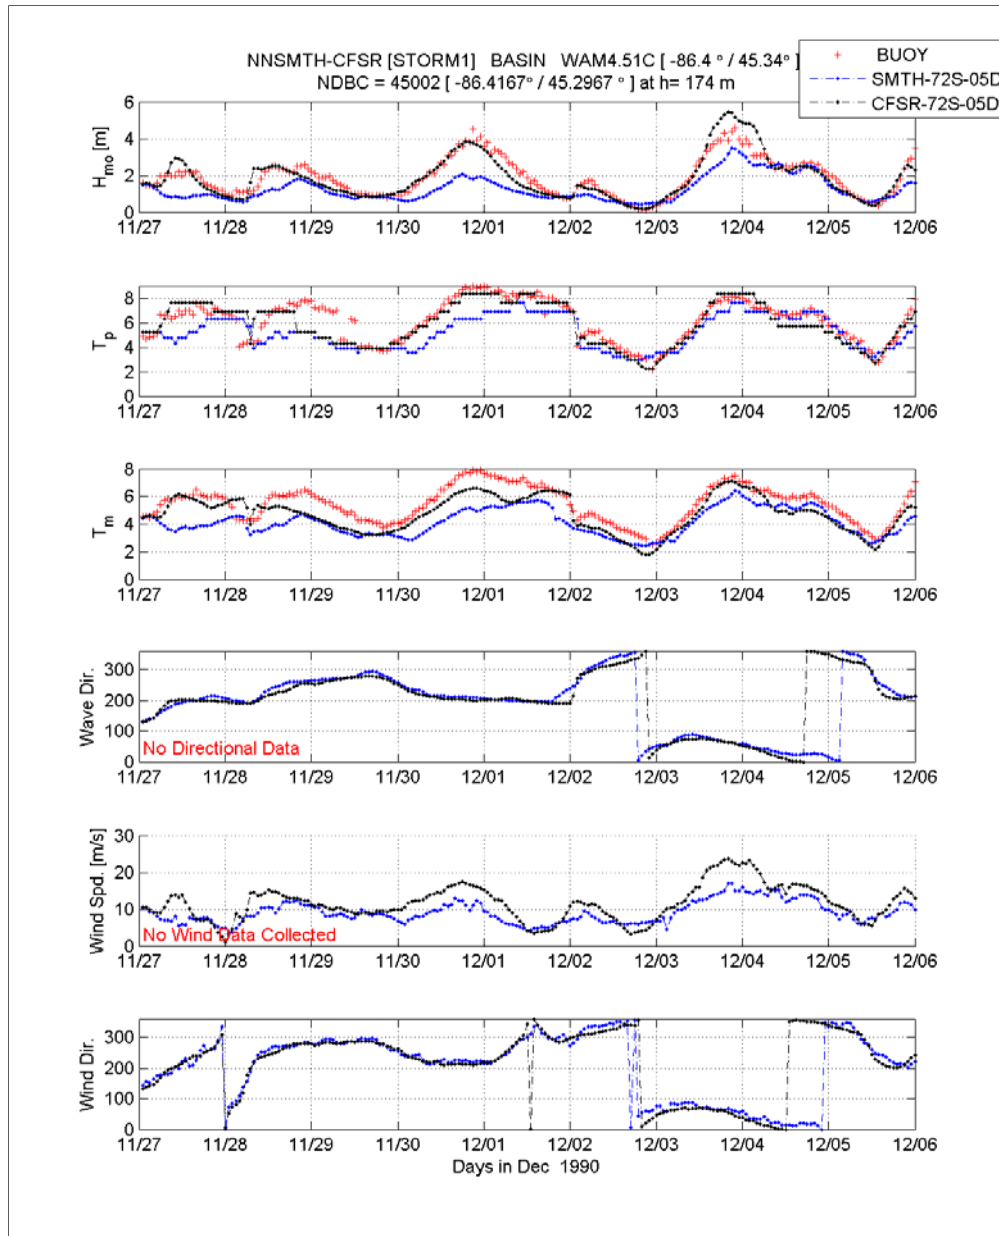 NNSMTH-CFSR [STORM1] BASIN WAM4.51C [ -86.4 ° / 45.34° ]
NDBC = 45002 [ -86.4167° / 45.2967 ° ] at h= 174 m
BUOY
SMTH-72S-05D
CFSR-72S-05D
Hmo [m]
6
4
2
0
11/27 11/28 11/29 11/30 12/01 12/02 12/03 12/04 12/05 12/06
Tp
8
6
4
2
0
11/27 11/28 11/29 11/30 12/01 12/02 12/03 12/04 12/05 12/06
Tm
8
6
4
2
0
11/27 11/28 11/29 11/30 12/01 12/02 12/03 12/04 12/05 12/06
Wave Dir.
300
200
100
0
No Directional Data
11/27 11/28 11/29 11/30 12/01 12/02 12/03 12/04 12/05 12/06
Wind Spd. [m/s]
30
20
10
0
No Wind Data Collected
11/27 11/28 11/29 11/30 12/01 12/02 12/03 12/04 12/05 12/06
Wind Dir.
300
200
100
0
11/27 11/28 11/29 11/30 12/01 12/02 12/03 12/04 12/05 12/06
Days in Dec 1990